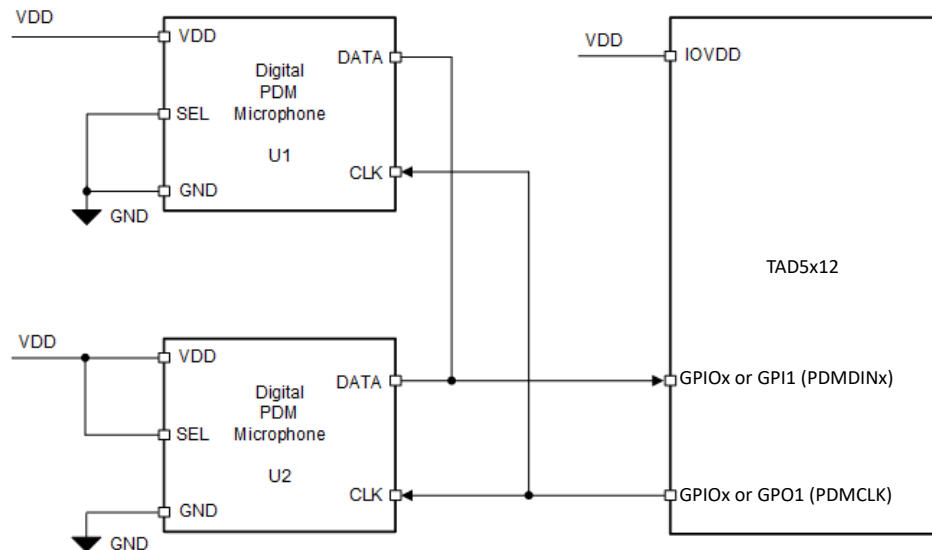 VDD
VDD
DATA
Digital
PDM
Microphone
SEL
U1
CLK
GND
GND
VDD
IOVDD
TAD5x12
VDD
VDD
DATA
Digital
PDM
Microphone
SEL
U2
CLK
GND
GND
GPIOx or GPI1 (PDMDINx)
GPIOx or GPO1 (PDMCLK)